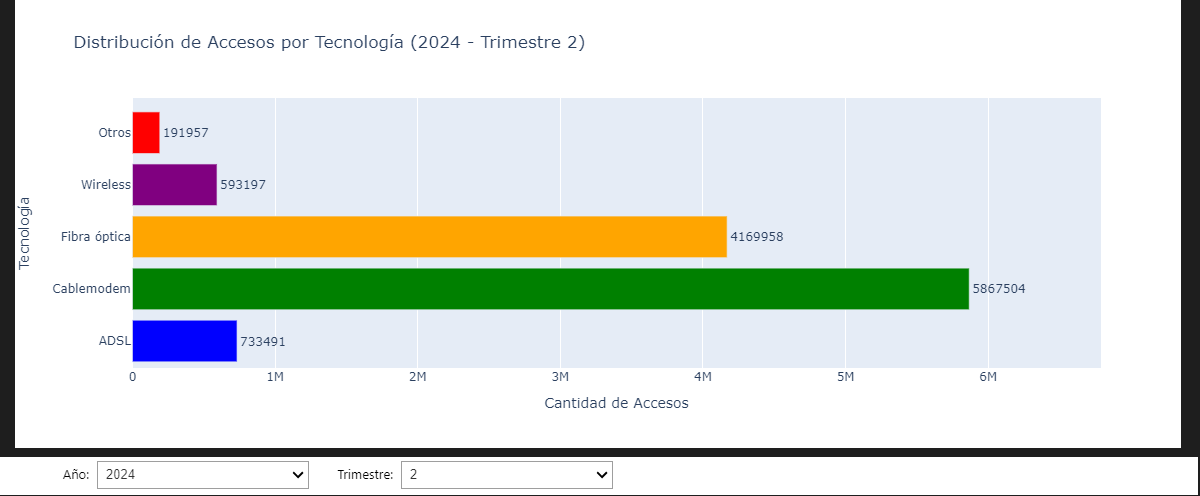 Distribución de Accesos por Tecnología (2024 - Trimestre 2)
Tecnología
Otros 191957
Wireless 593197
Fibra óptica 4169958
Cablemodem 5867504
ADSL 733491
0 1M 2M 3M 4M 5M 6M
Cantidad de Accesos
Año: 2024 Trimestre: 2